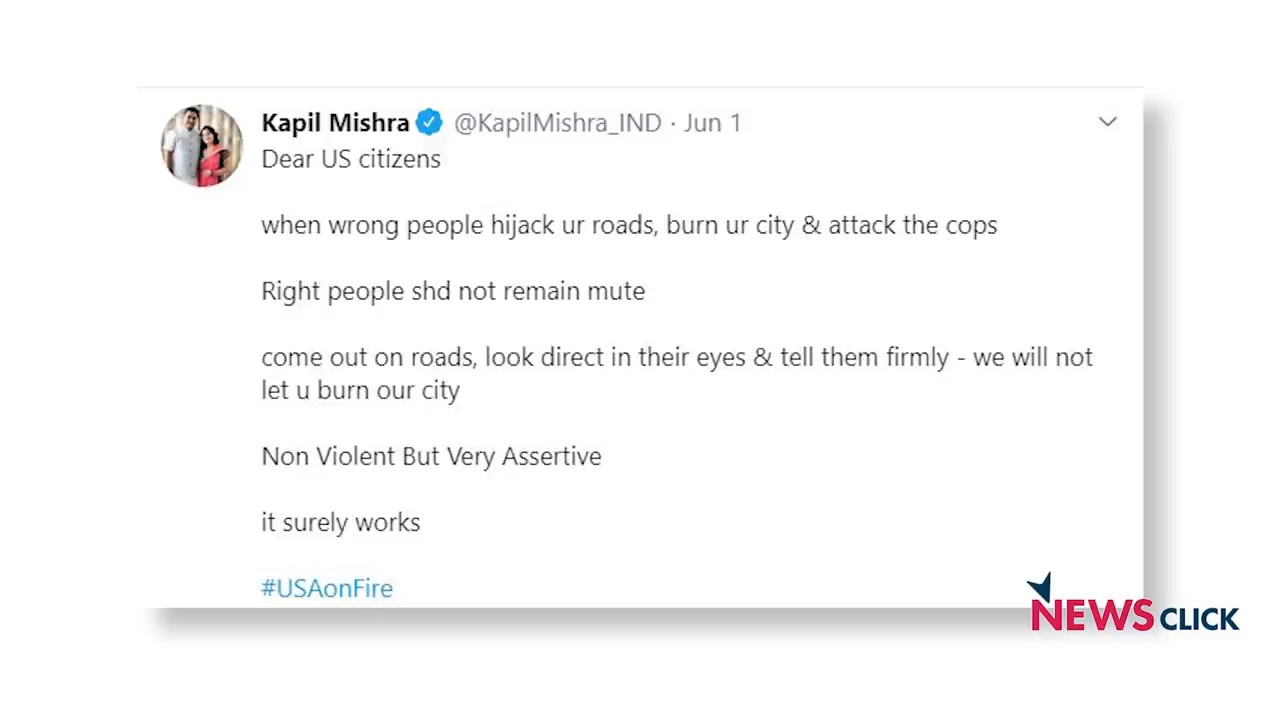 Kapil Mishra @KapilMishra_IND · Jun 1
Dear US citizens
when wrong people hijack ur roads, burn ur city & attack the cops
Right people shd not remain mute
come out on roads, look direct in their eyes & tell them firmly - we will not
let u burn our city
Non Violent But Very Assertive
it surely works
#USAonFire
NEWSCLICK